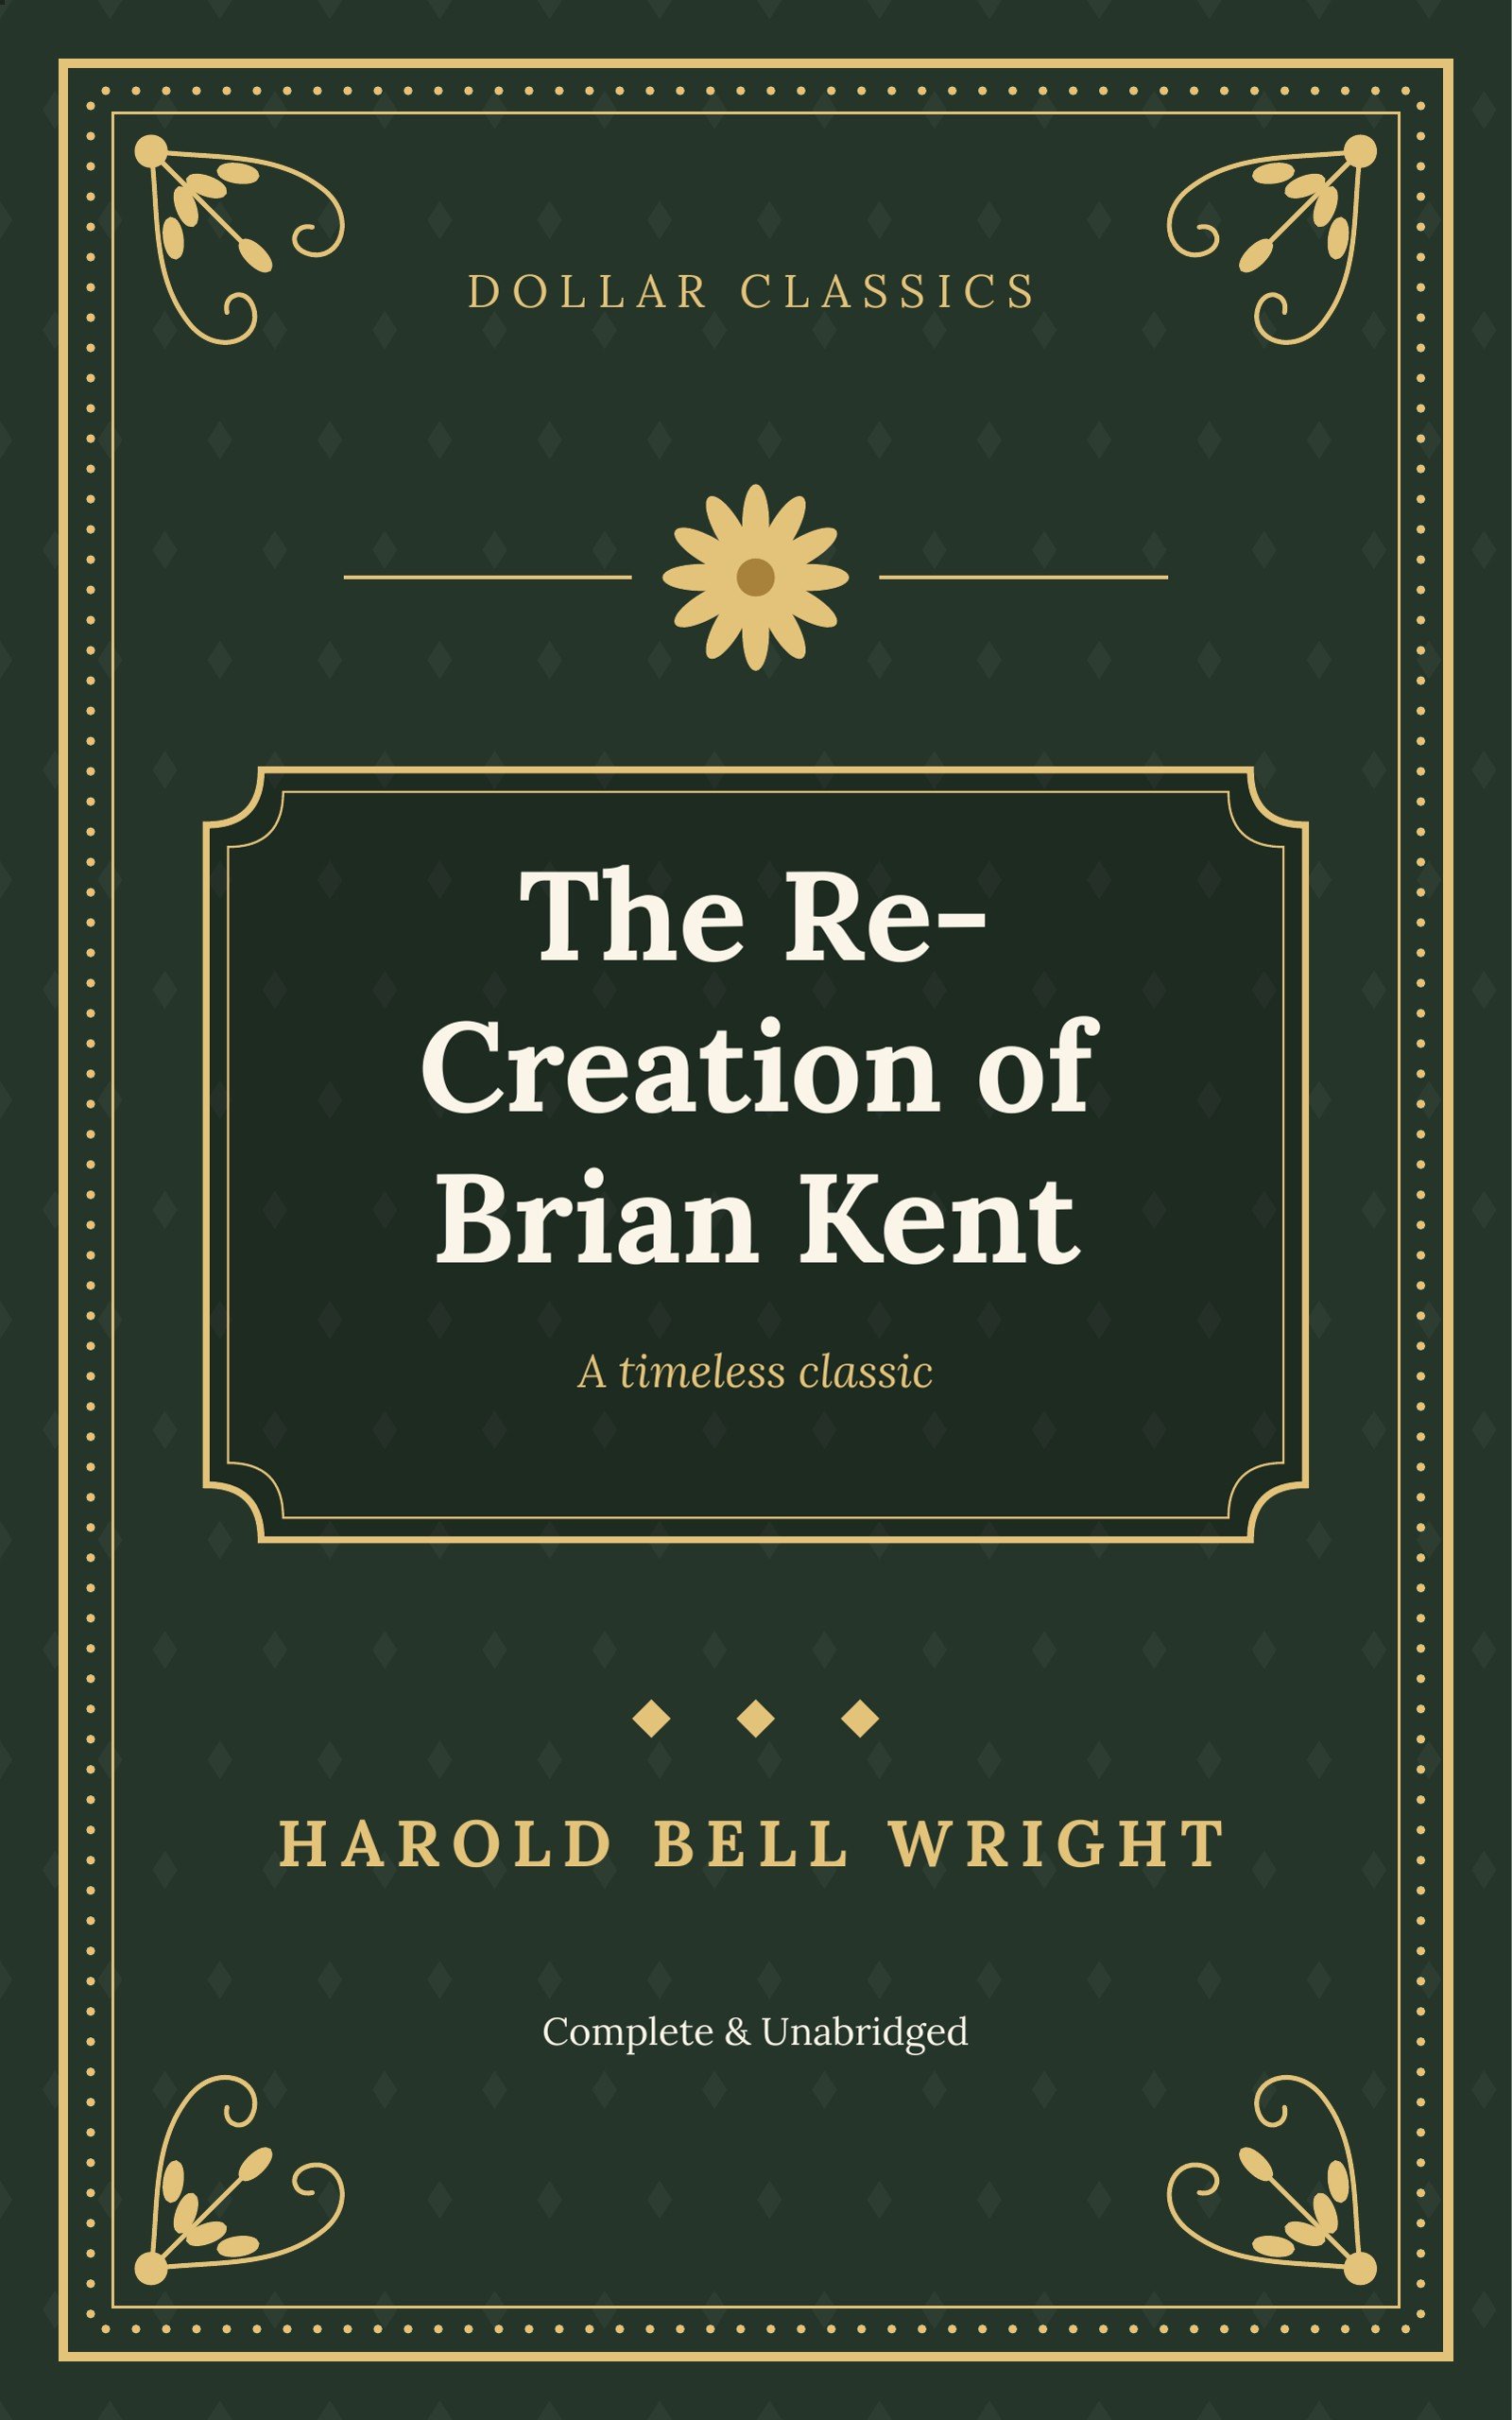 DOLLAR CLASSICS
The Re-
Creation of
Brian Kent
A timeless classic
HAROLD BELL WRIGHT
Complete & Unabridged